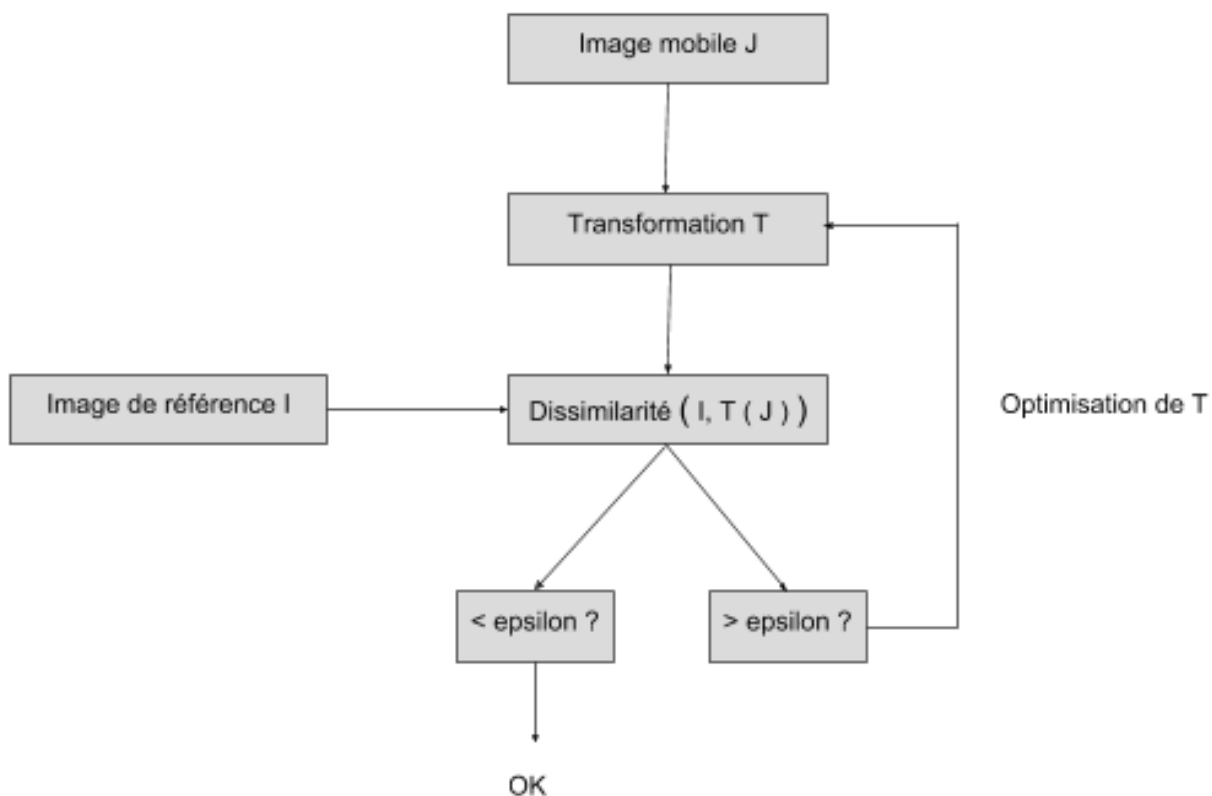 Image mobile J
Transformation T
Image de référence I
Dissimilarité ( I, T ( J ) )
Optimisation de T
< epsilon ?
> epsilon ?
OK